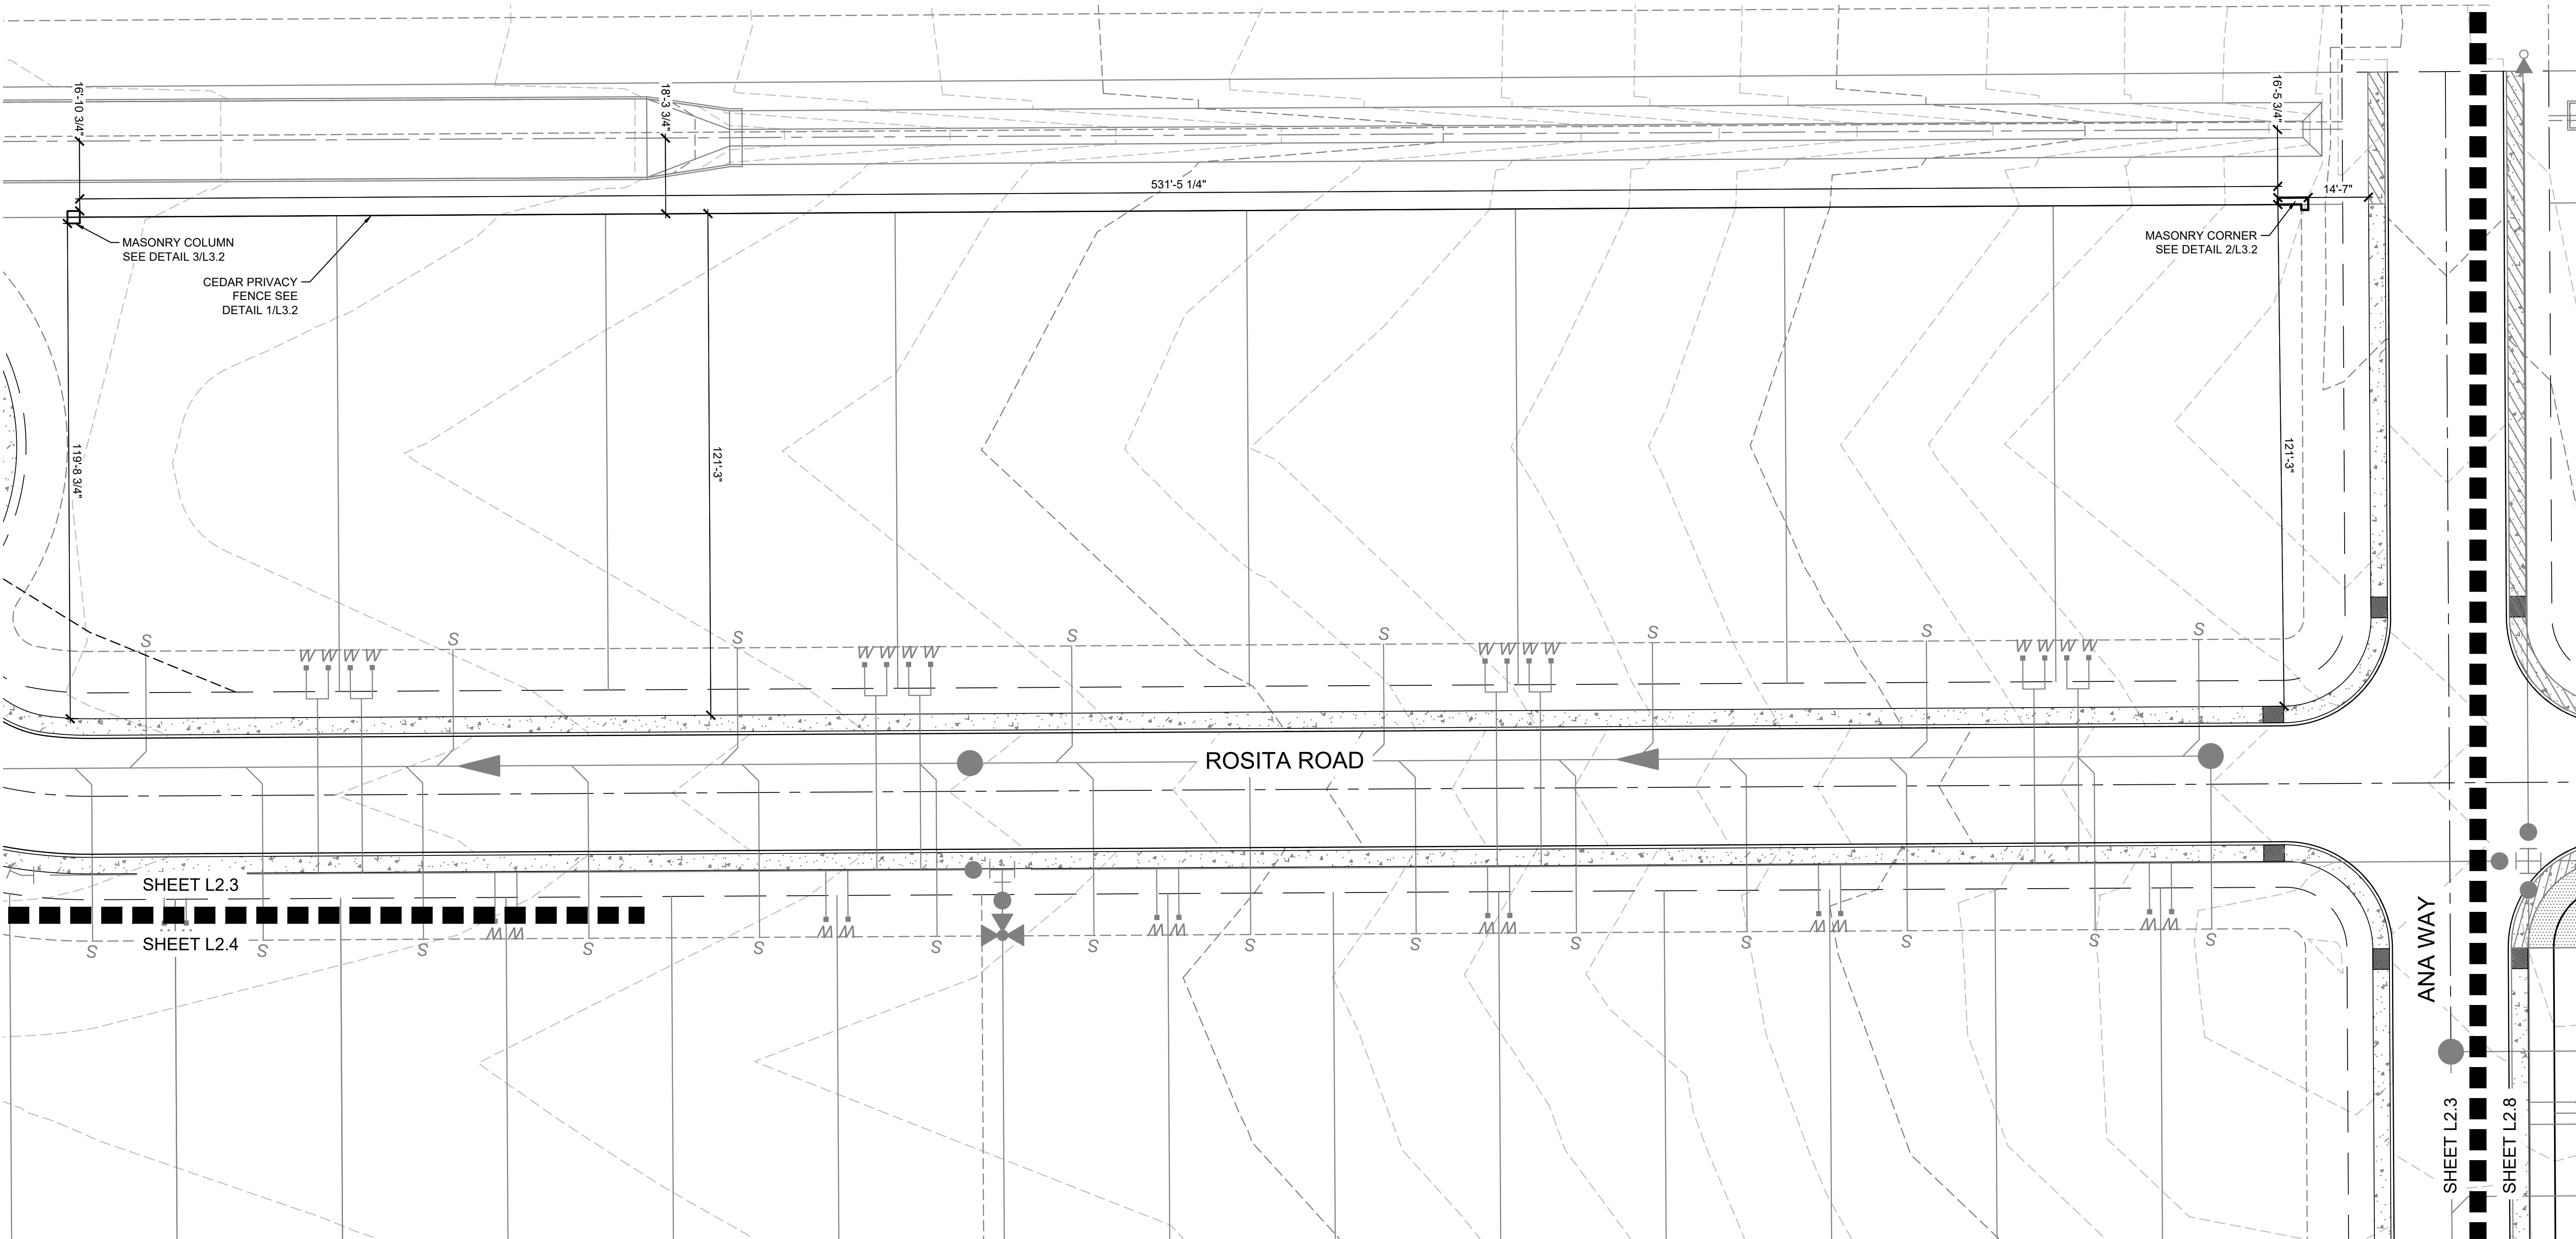 16'-10 3/4"
18'-3 3/4"
16'-5 3/4"
531'-5 1/4"
14'-7"
MASONRY COLUMN
SEE DETAIL 3/L3.2
MASONRY CORNER
SEE DETAIL 2/L3.2
CEDAR PRIVACY
FENCE SEE
DETAIL 1/L3.2
119'-8 3/4"
121'-3"
121'-3"
S S S S S S S S
W W W W W W W W W W W W W W W W
ROSITA ROAD
SHEET L2.3
SHEET L2.4
W W W W W W W W W W W W
S S S S S S S S S S S S S S
ANA WAY
SHEET L2.3
SHEET L2.8